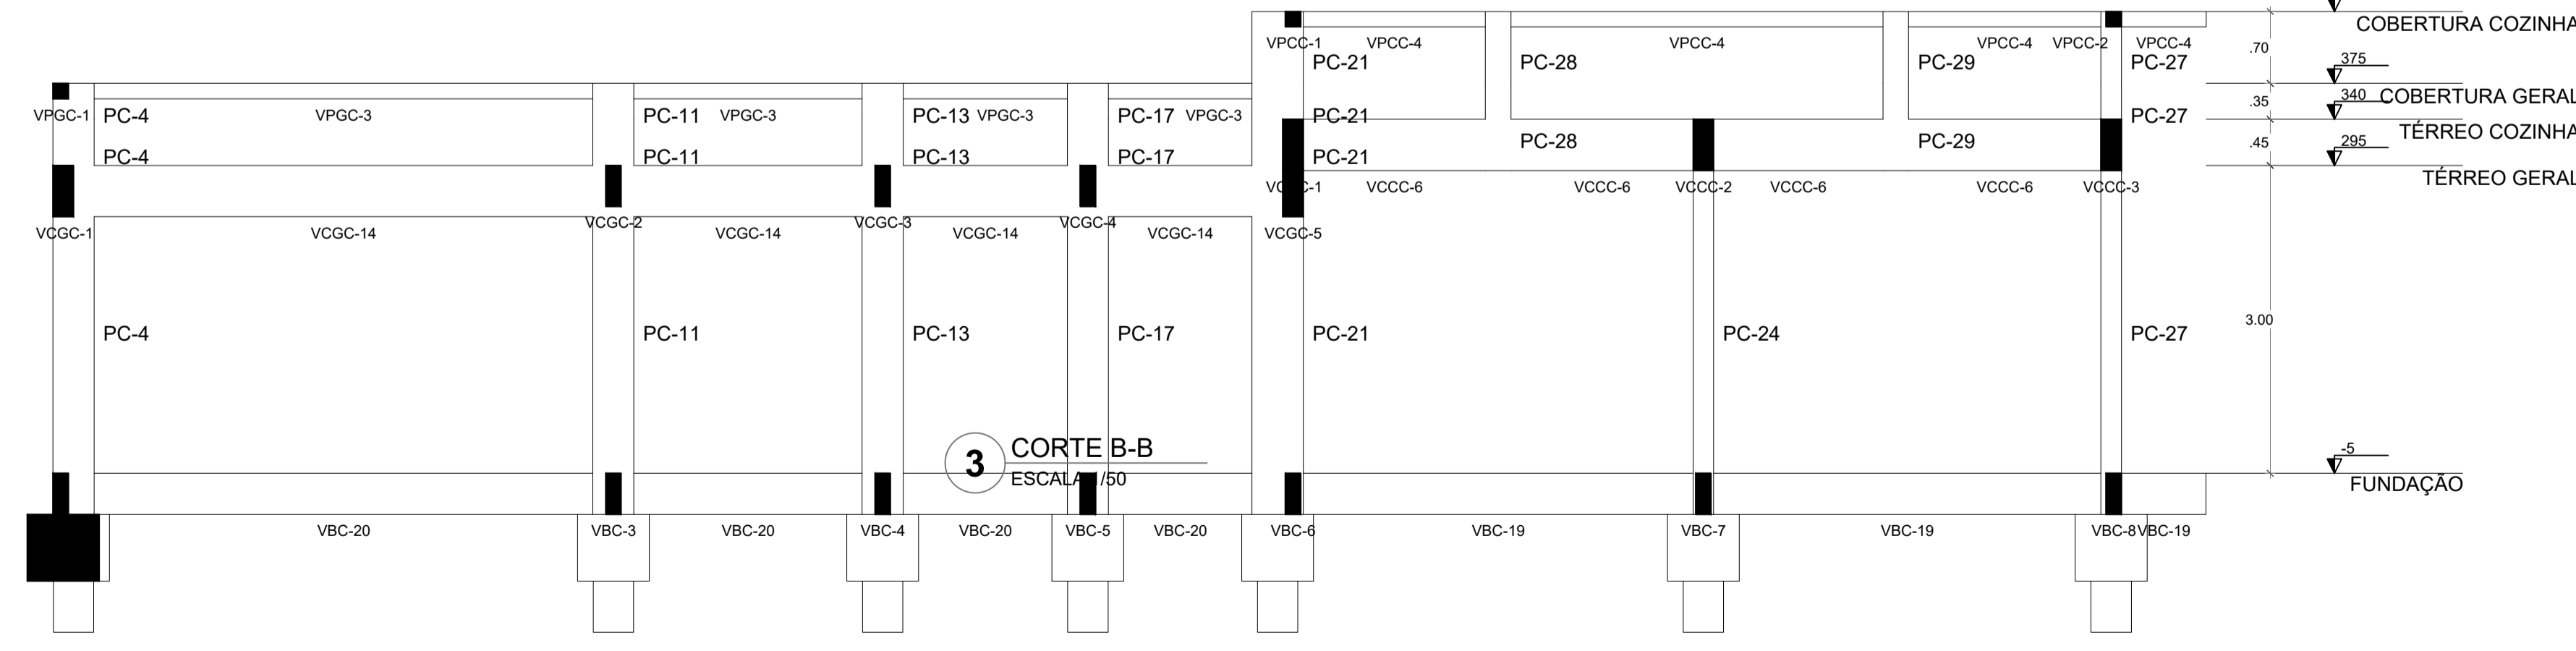 COBERTURA COZINHA
VPCC-1 VPCC-4 VPCC-4 VPCC-4 VPCC-2 VPCC-4 .70
PC-21 PC-28 PC-29 PC-27 375
VPGC-1 PC-4 VPGC-3 PC-11 VPGC-3 PC-13 VPGC-3 PC-17 VPGC-3 PC-21 PC-27 .35 340 COBERTURA GERAL
TÉRREO COZINHA
PC-4 PC-11 PC-13 PC-17 PC-21 PC-28 PC-29 .45 295
TÉRREO GERAL
VCCC-6 VCCC-6 VCCC-2 VCCC-6 VCCC-6 VCCC-3
VCGC-2 VCGC-3 VCGC-4
VCGC-1 VCGC-14 VCGC-14 VCGC-14 VCGC-14 VCGC-5
PC-4 PC-11 PC-13 PC-17 PC-21 PC-24 PC-27 3.00
3 CORTE B-B
-5
FUNDAÇÃO
VBC-20 VBC-3 VBC-20 VBC-4 VBC-20 VBC-5 VBC-20 VBC-6 VBC-19 VBC-7 VBC-19 VBC-8 VBC-19